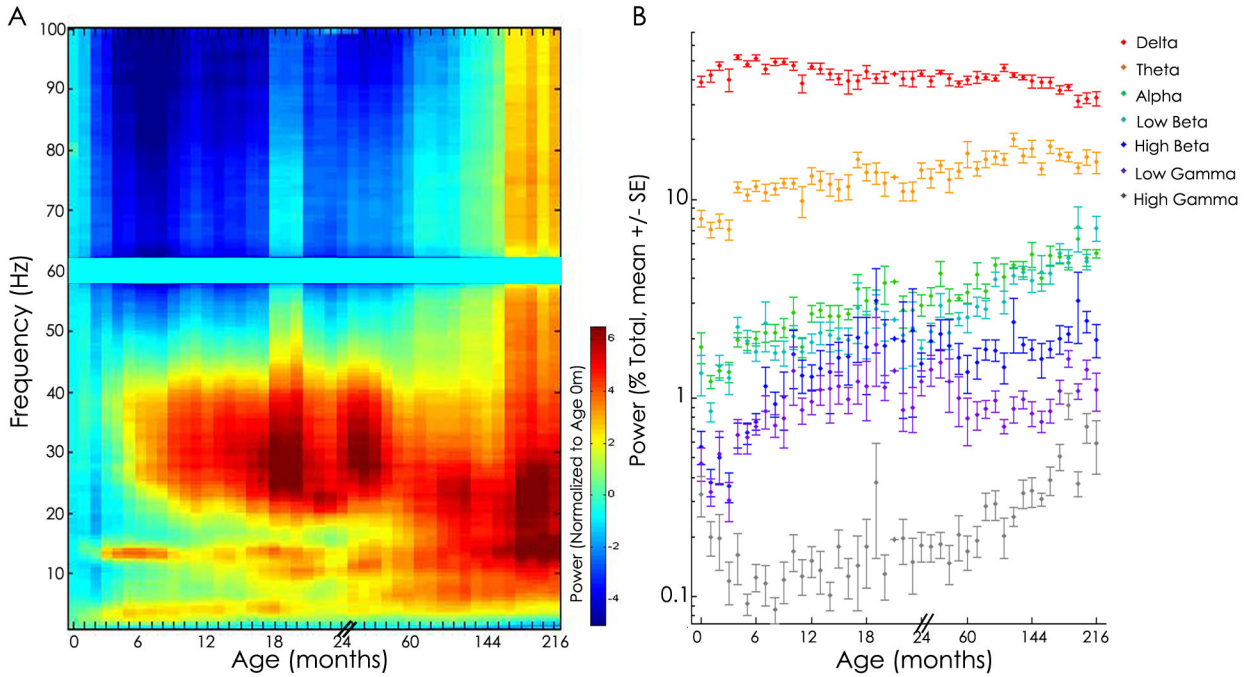 A
100
90
80
70
60
50
40
30
20
10
Frequency (Hz)
0
6
12
18
24
60
144
216
Age (months)
6
4
2
0
-2
-4
Power (Normalized to Age 0m)
B
10
1
0.1
Power (% Total, mean +/- SE)
0
6
12
18
24
60
144
216
Age (months)
Delta
Theta
Alpha
Low Beta
High Beta
Low Gamma
High Gamma